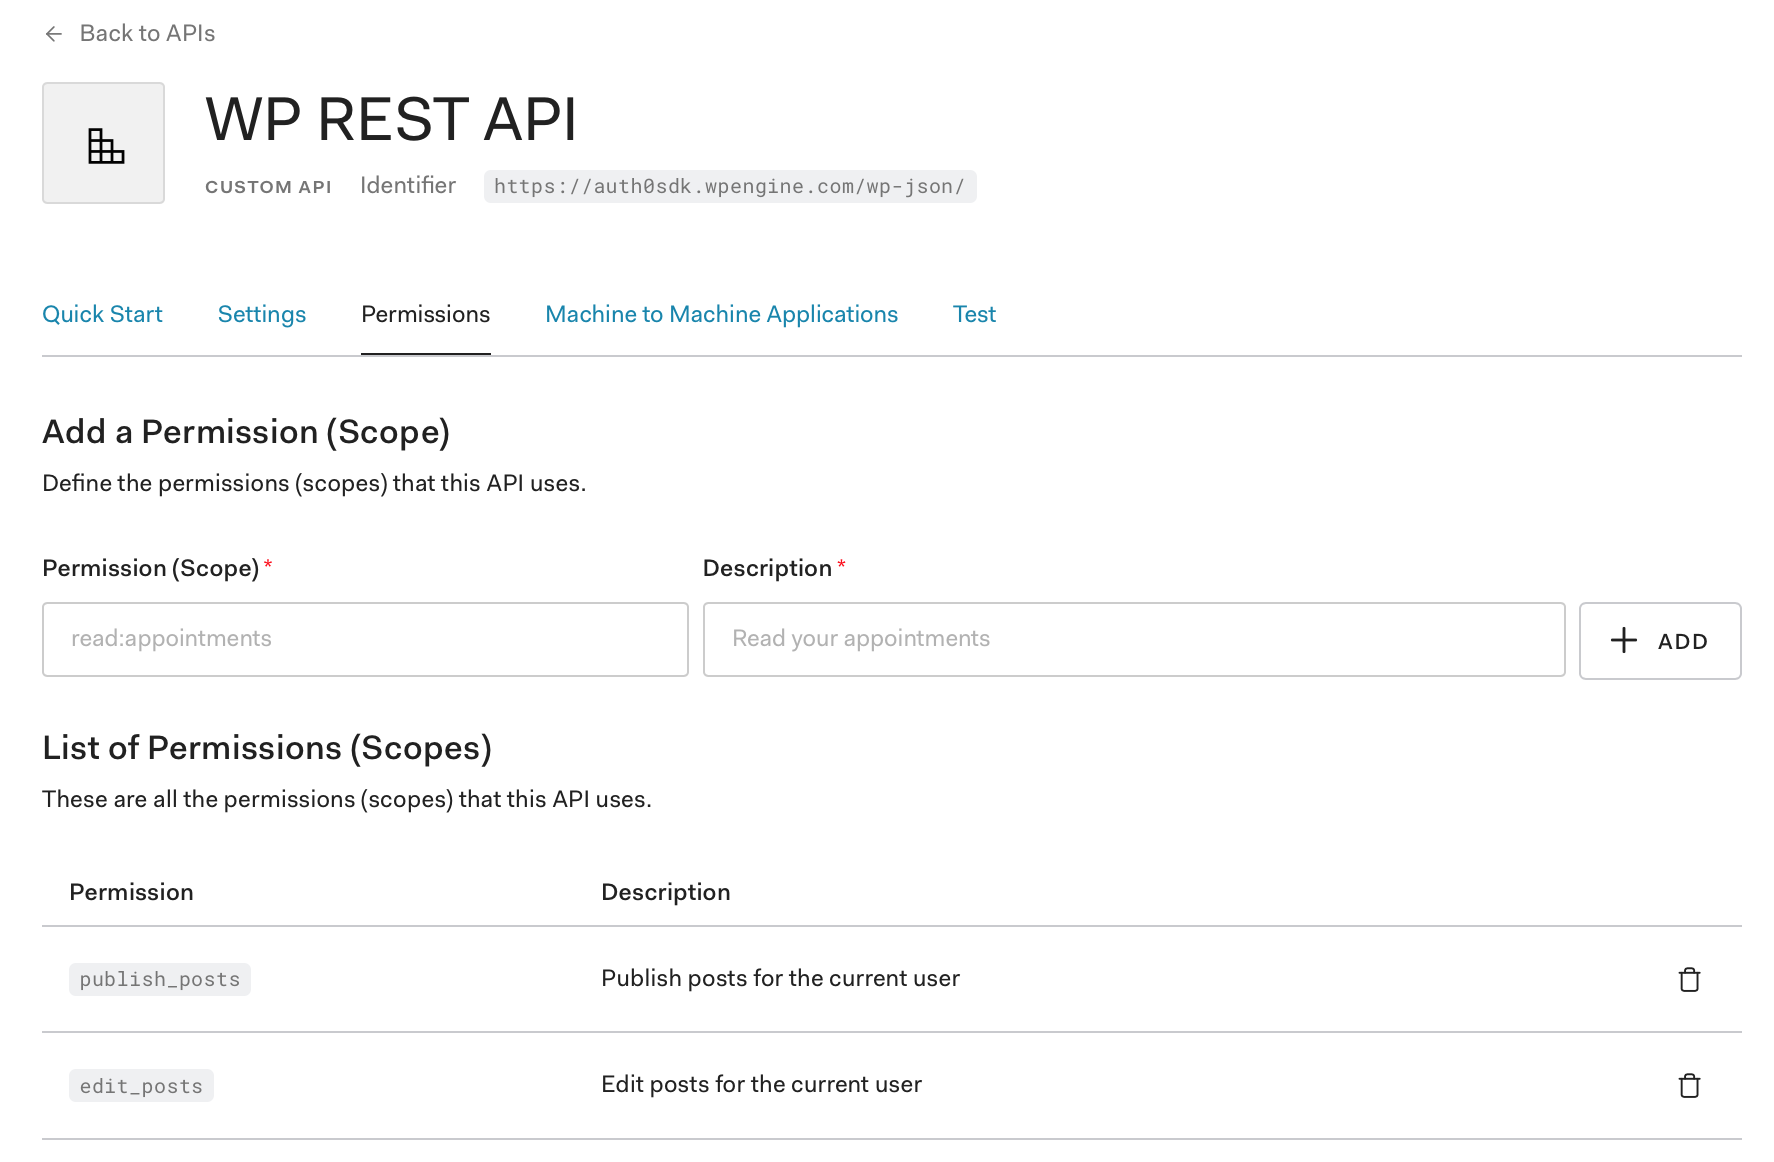 ← Back to APIs
WP REST API
CUSTOM API Identifier https://auth0sdk.wpengine.com/wp-json/
Quick Start Settings Permissions Machine to Machine Applications Test
Add a Permission (Scope)
Define the permissions (scopes) that this API uses.
Permission (Scope) * Description *
read:appointments Read your appointments + ADD
List of Permissions (Scopes)
These are all the permissions (scopes) that this API uses.
Permission Description
publish_posts Publish posts for the current user
edit_posts Edit posts for the current user